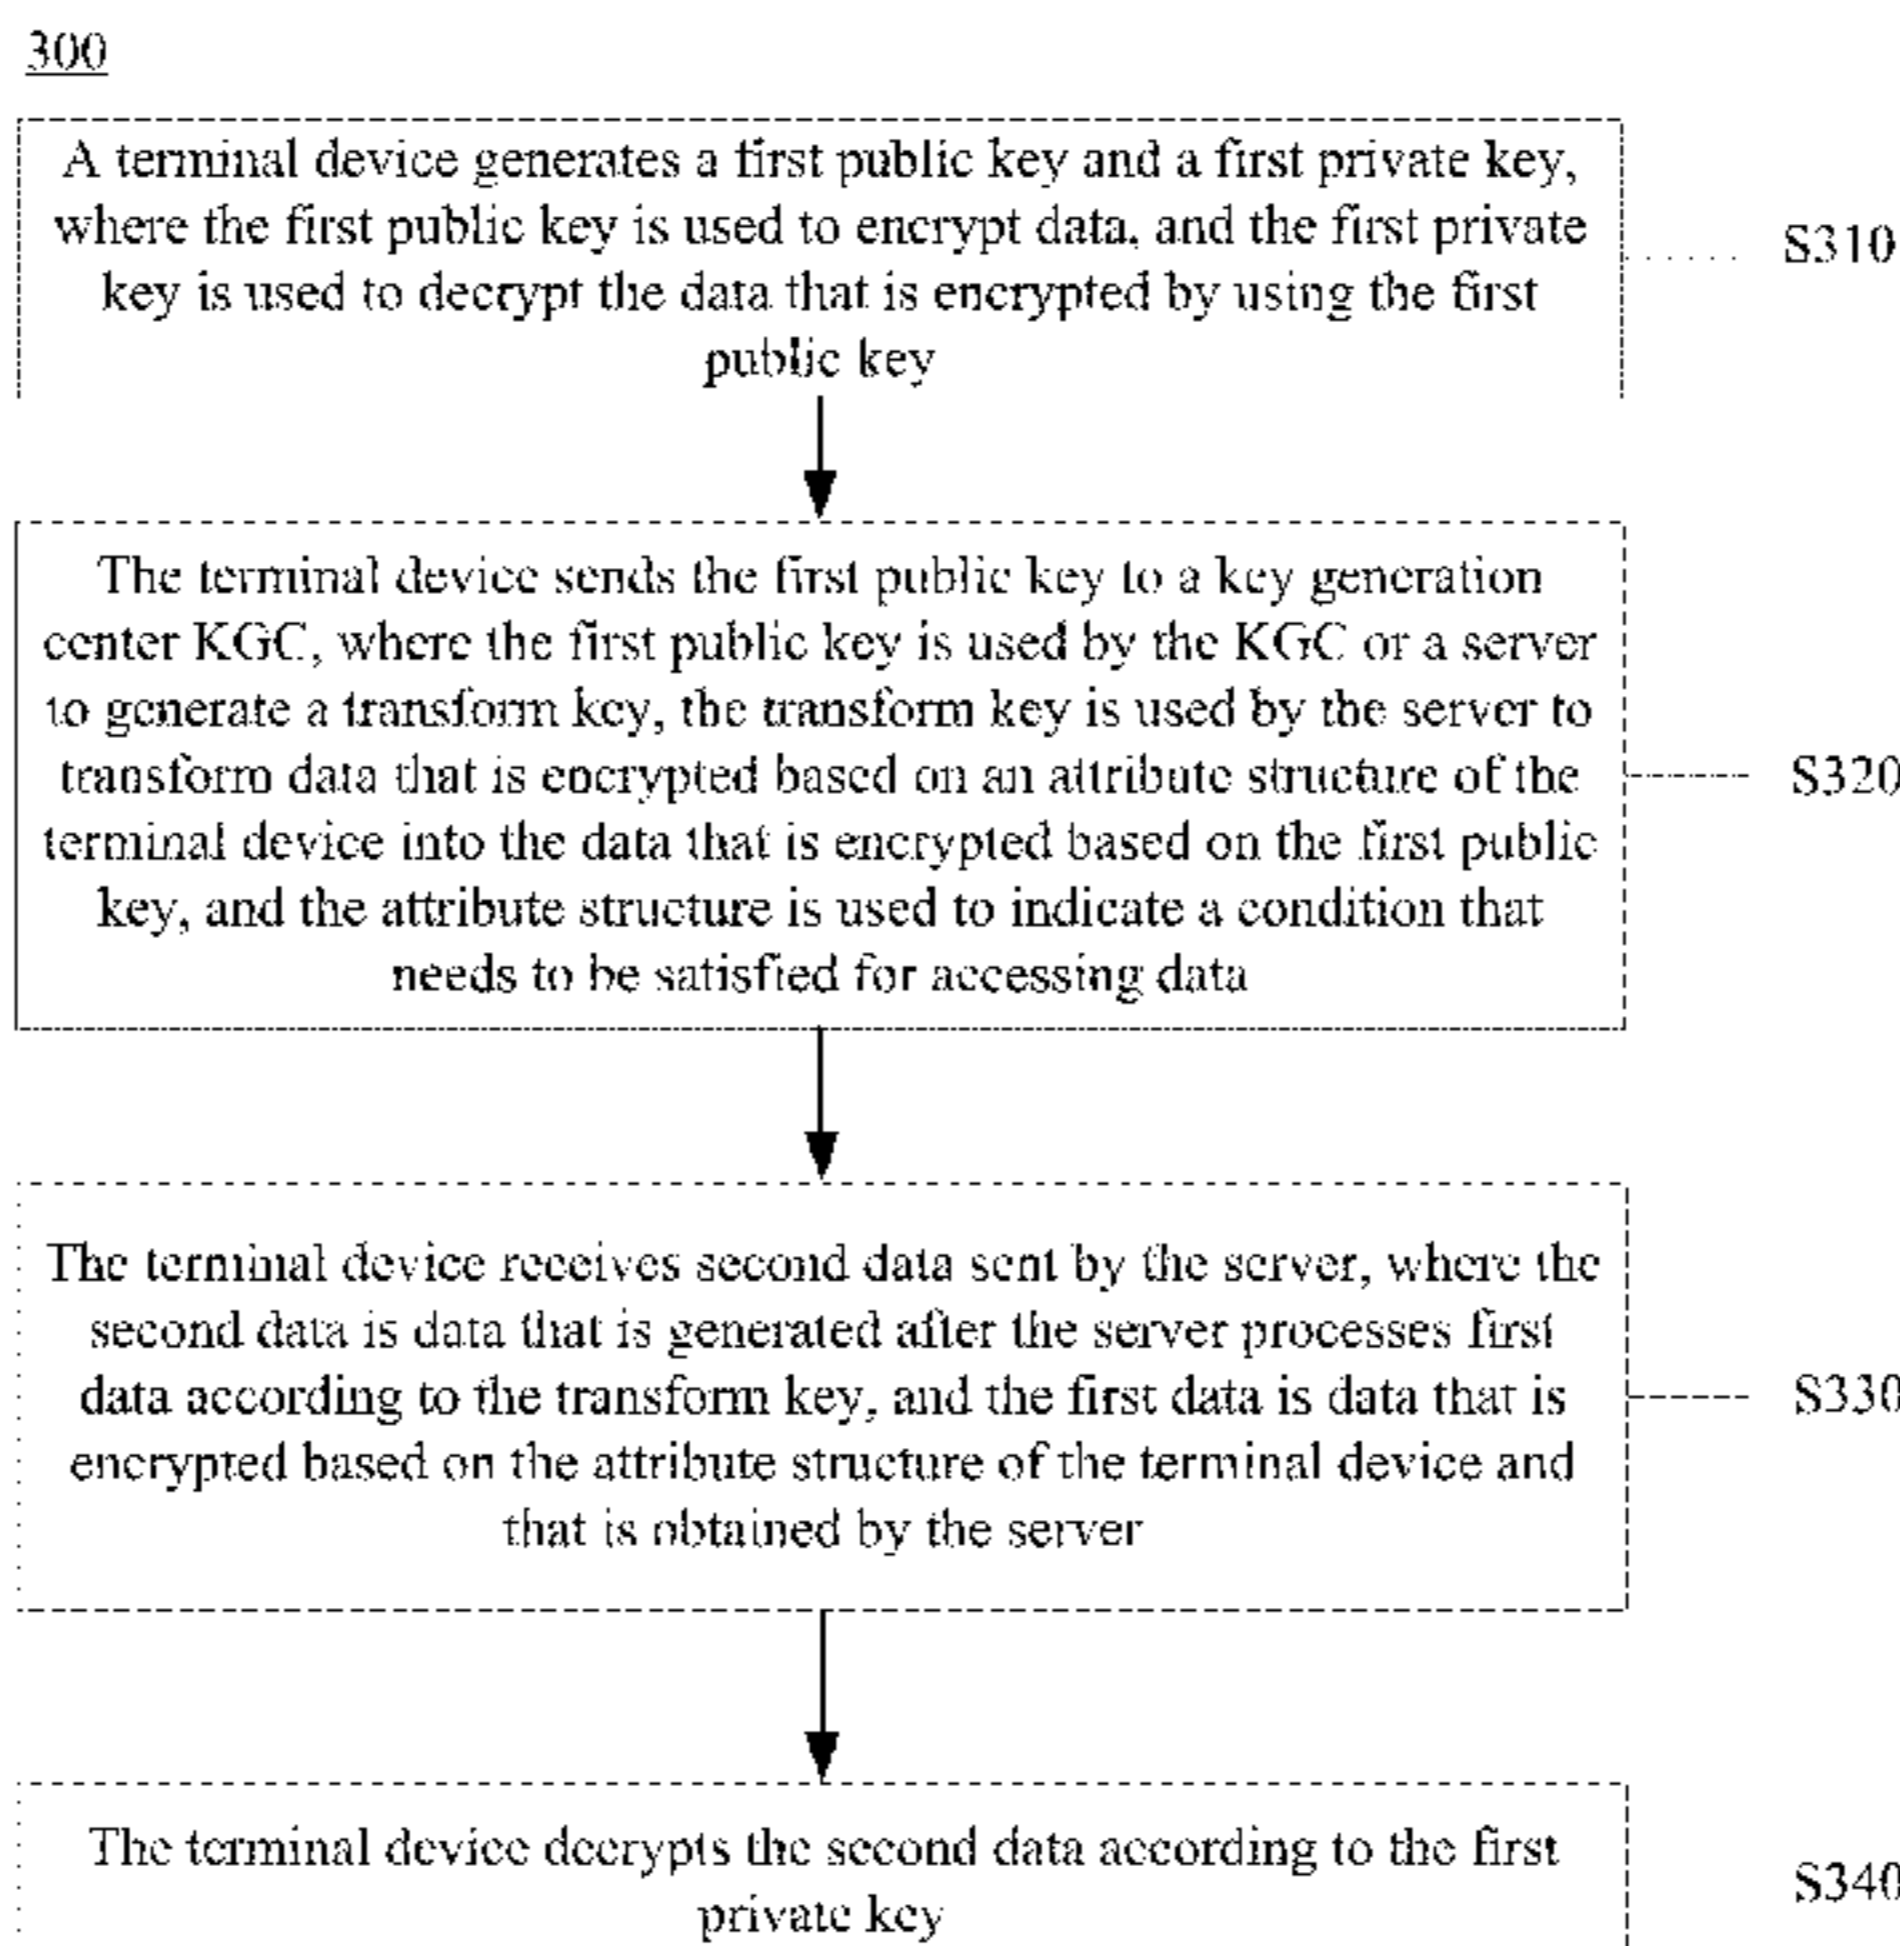 300
A terminal device generates a first public key and a first private key,
where the first public key is used to encrypt data, and the first private
key is used to decrypt the data that is encrypted by using the first
public key
S310
The terminal device sends the first public key to a key generation
center KGC, where the first public key is used by the KGC or a server
to generate a transform key, the transform key is used by the server to
transform data that is encrypted based on an attribute structure of the
terminal device into the data that is encrypted based on the first public
key, and the attribute structure is used to indicate a condition that
needs to be satisfied for accessing data
S320
The terminal device receives second data sent by the server, where the
second data is data that is generated after the server processes first
data according to the transform key, and the first data is data that is
encrypted based on the attribute structure of the terminal device and
that is obtained by the server
S330
The terminal device decrypts the second data according to the first
private key
S340